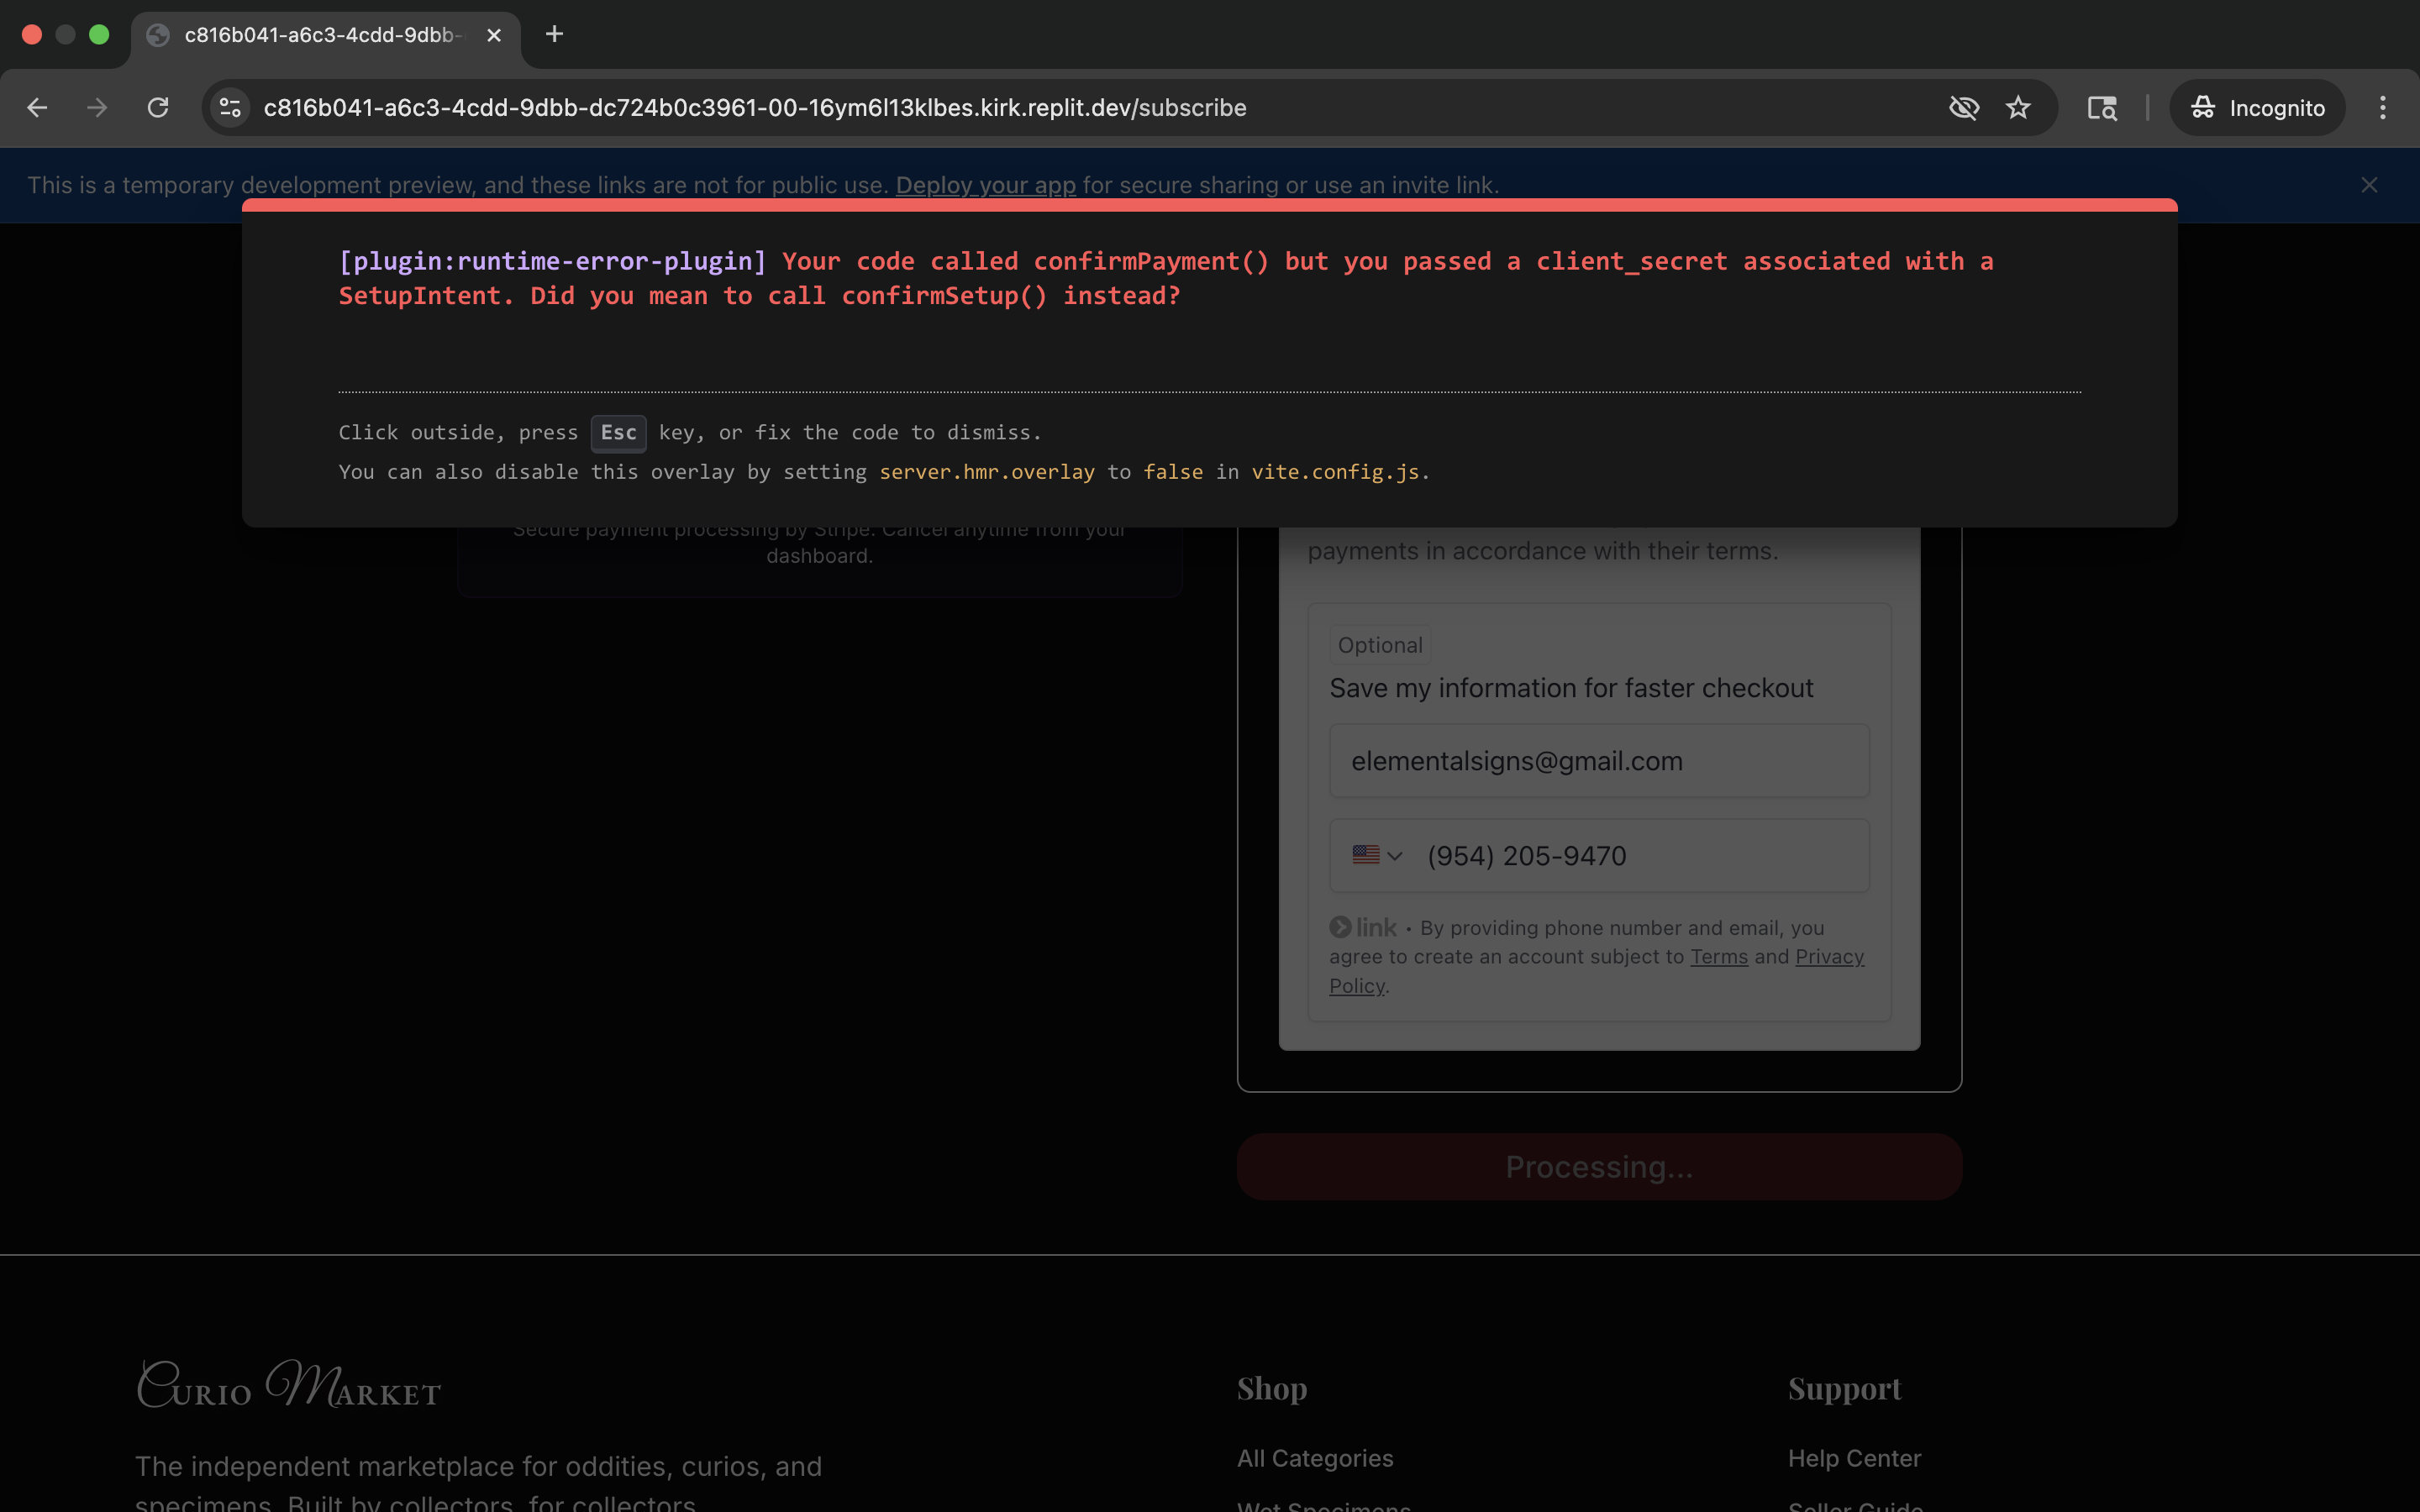 c816b041-a6c3-4cdd-9dbb-
c816b041-a6c3-4cdd-9dbb-dc724b0c3961-00-16ym6l13klbes.kirk.replit.dev/subscribe
Incognito
This is a temporary development preview, and these links are not for public use. Deploy your app for secure sharing or use an invite link.
[plugin:runtime-error-plugin] Your code called confirmPayment() but you passed a client_secret associated with a
SetupIntent. Did you mean to call confirmSetup() instead?
Click outside, press Esc key, or fix the code to dismiss.
You can also disable this overlay by setting server.hmr.overlay to false in vite.config.js.
Secure payment processing by Stripe. Cancel anytime from your
dashboard.
payments in accordance with their terms.
Optional
Save my information for faster checkout
elementalsigns@gmail.com
(954) 205-9470
link • By providing phone number and email, you
agree to create an account subject to Terms and Privacy
Policy.
Processing...
Curio Market
The independent marketplace for oddities, curios, and
specimens. Built by collectors, for collectors.
Shop
All Categories
Wet Specimens
Support
Help Center
Seller Guide